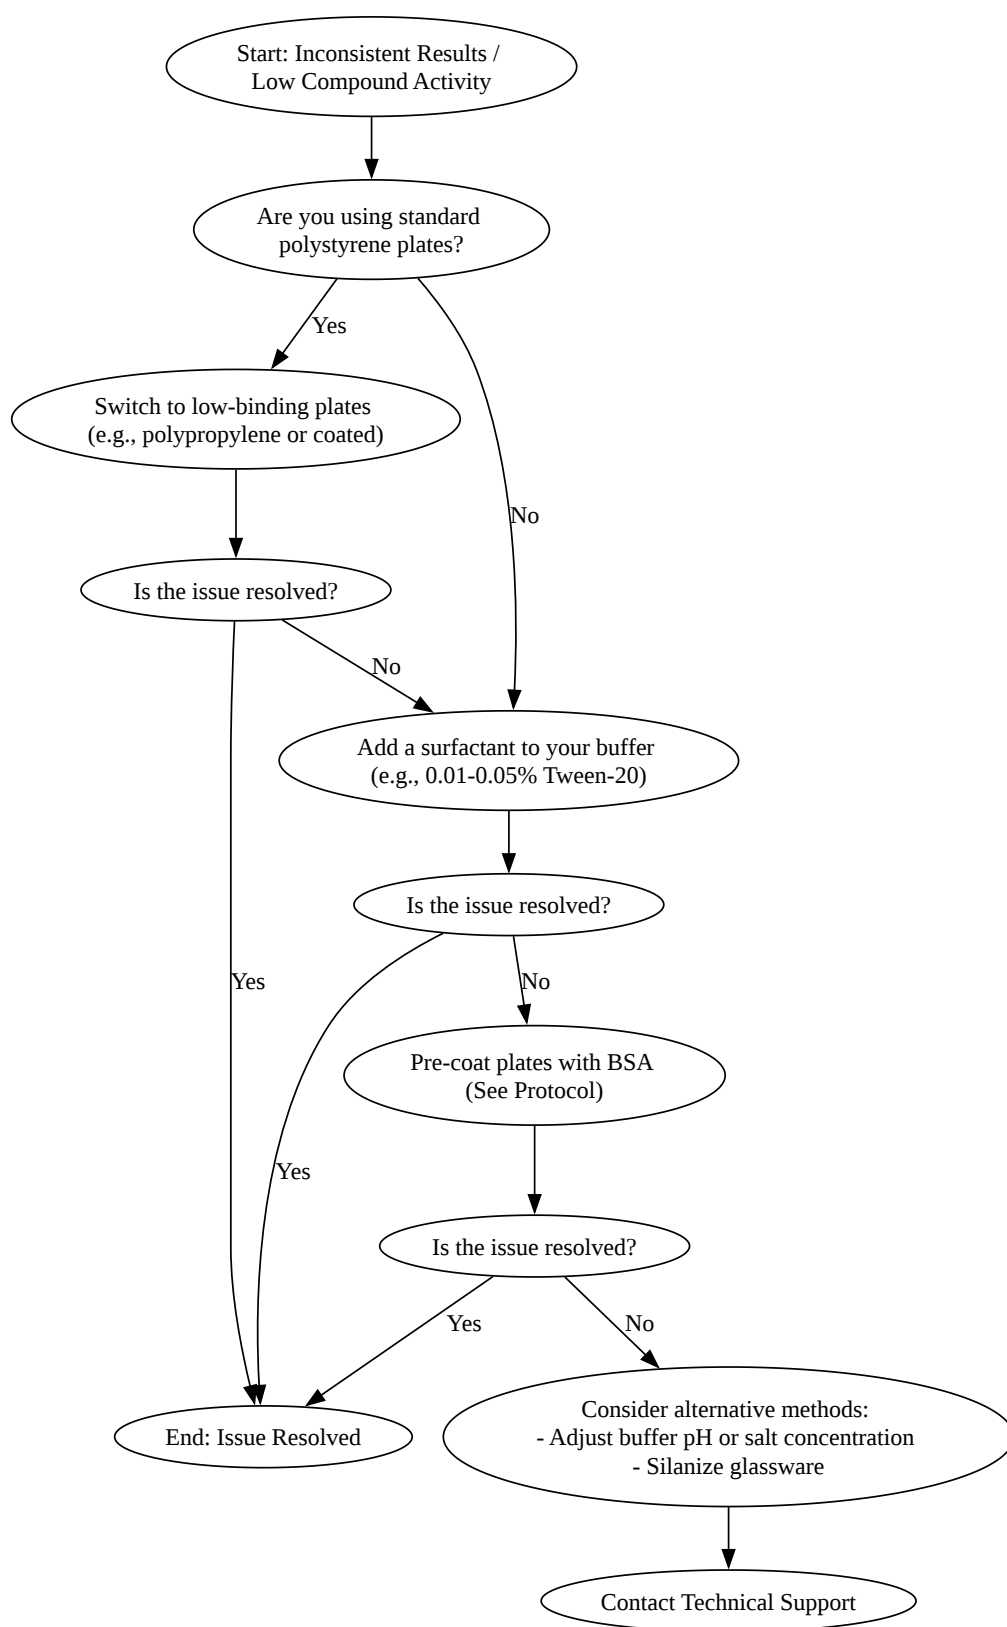 Start: Inconsistent Results /
Low Compound Activity
Are you using standard
polystyrene plates?
Yes
Switch to low-binding plates
(e.g., polypropylene or coated)
No
Is the issue resolved?
No
Add a surfactant to your buffer
(e.g., 0.01-0.05% Tween-20)
Is the issue resolved?
Yes
No
Pre-coat plates with BSA
(See Protocol)
Yes
Is the issue resolved?
Yes
No
Consider alternative methods:
- Adjust buffer pH or salt concentration
- Silanize glassware
End: Issue Resolved
Contact Technical Support